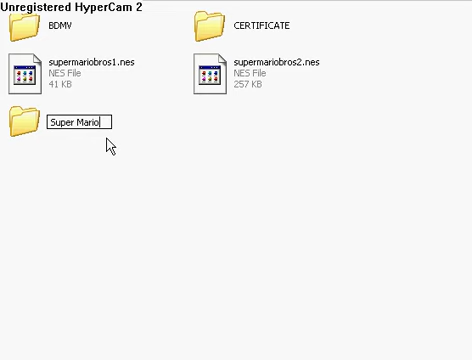 Unregistered HyperCam 2
BDMV
CERTIFICATE
supermariobros1.nes
NES File
41 KB
supermariobros2.nes
NES File
257 KB
Super Mario